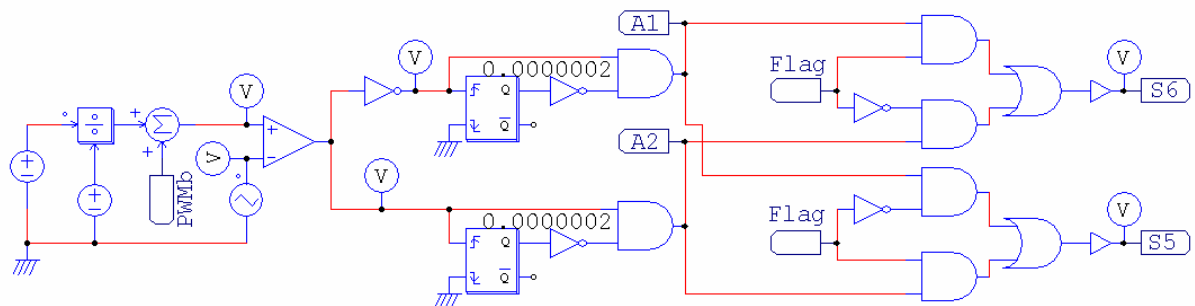 A1
V
V
Flag
0.0000002
V
S6
Q
Q
÷
+
Σ
+
+
-
V
A2
PWMb
V
Flag
0.0000002
V
S5
Q
Q